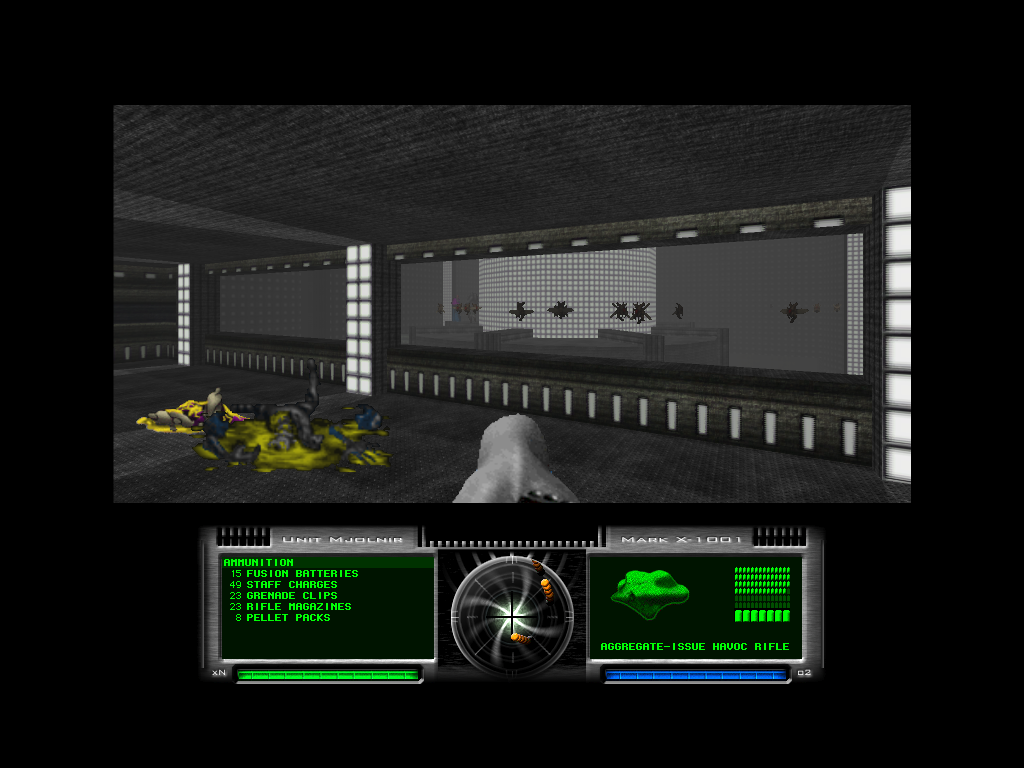 Unit Mjolnir
Mark X-1001
AMMUNITION
15 FUSION BATTERIES
49 STAFF CHARGES
23 GRENADE CLIPS
23 RIFLE MAGAZINES
8 PELLET PACKS
AGGREGATE-ISSUE HAVOC RIFLE
xN
o2